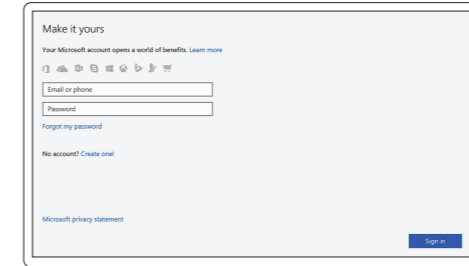 Make it yours
Your Microsoft account opens a world of benefits. Learn more
Email or phone
Password
Forgot my password
No account? Create one!
Microsoft privacy statement
Sign in